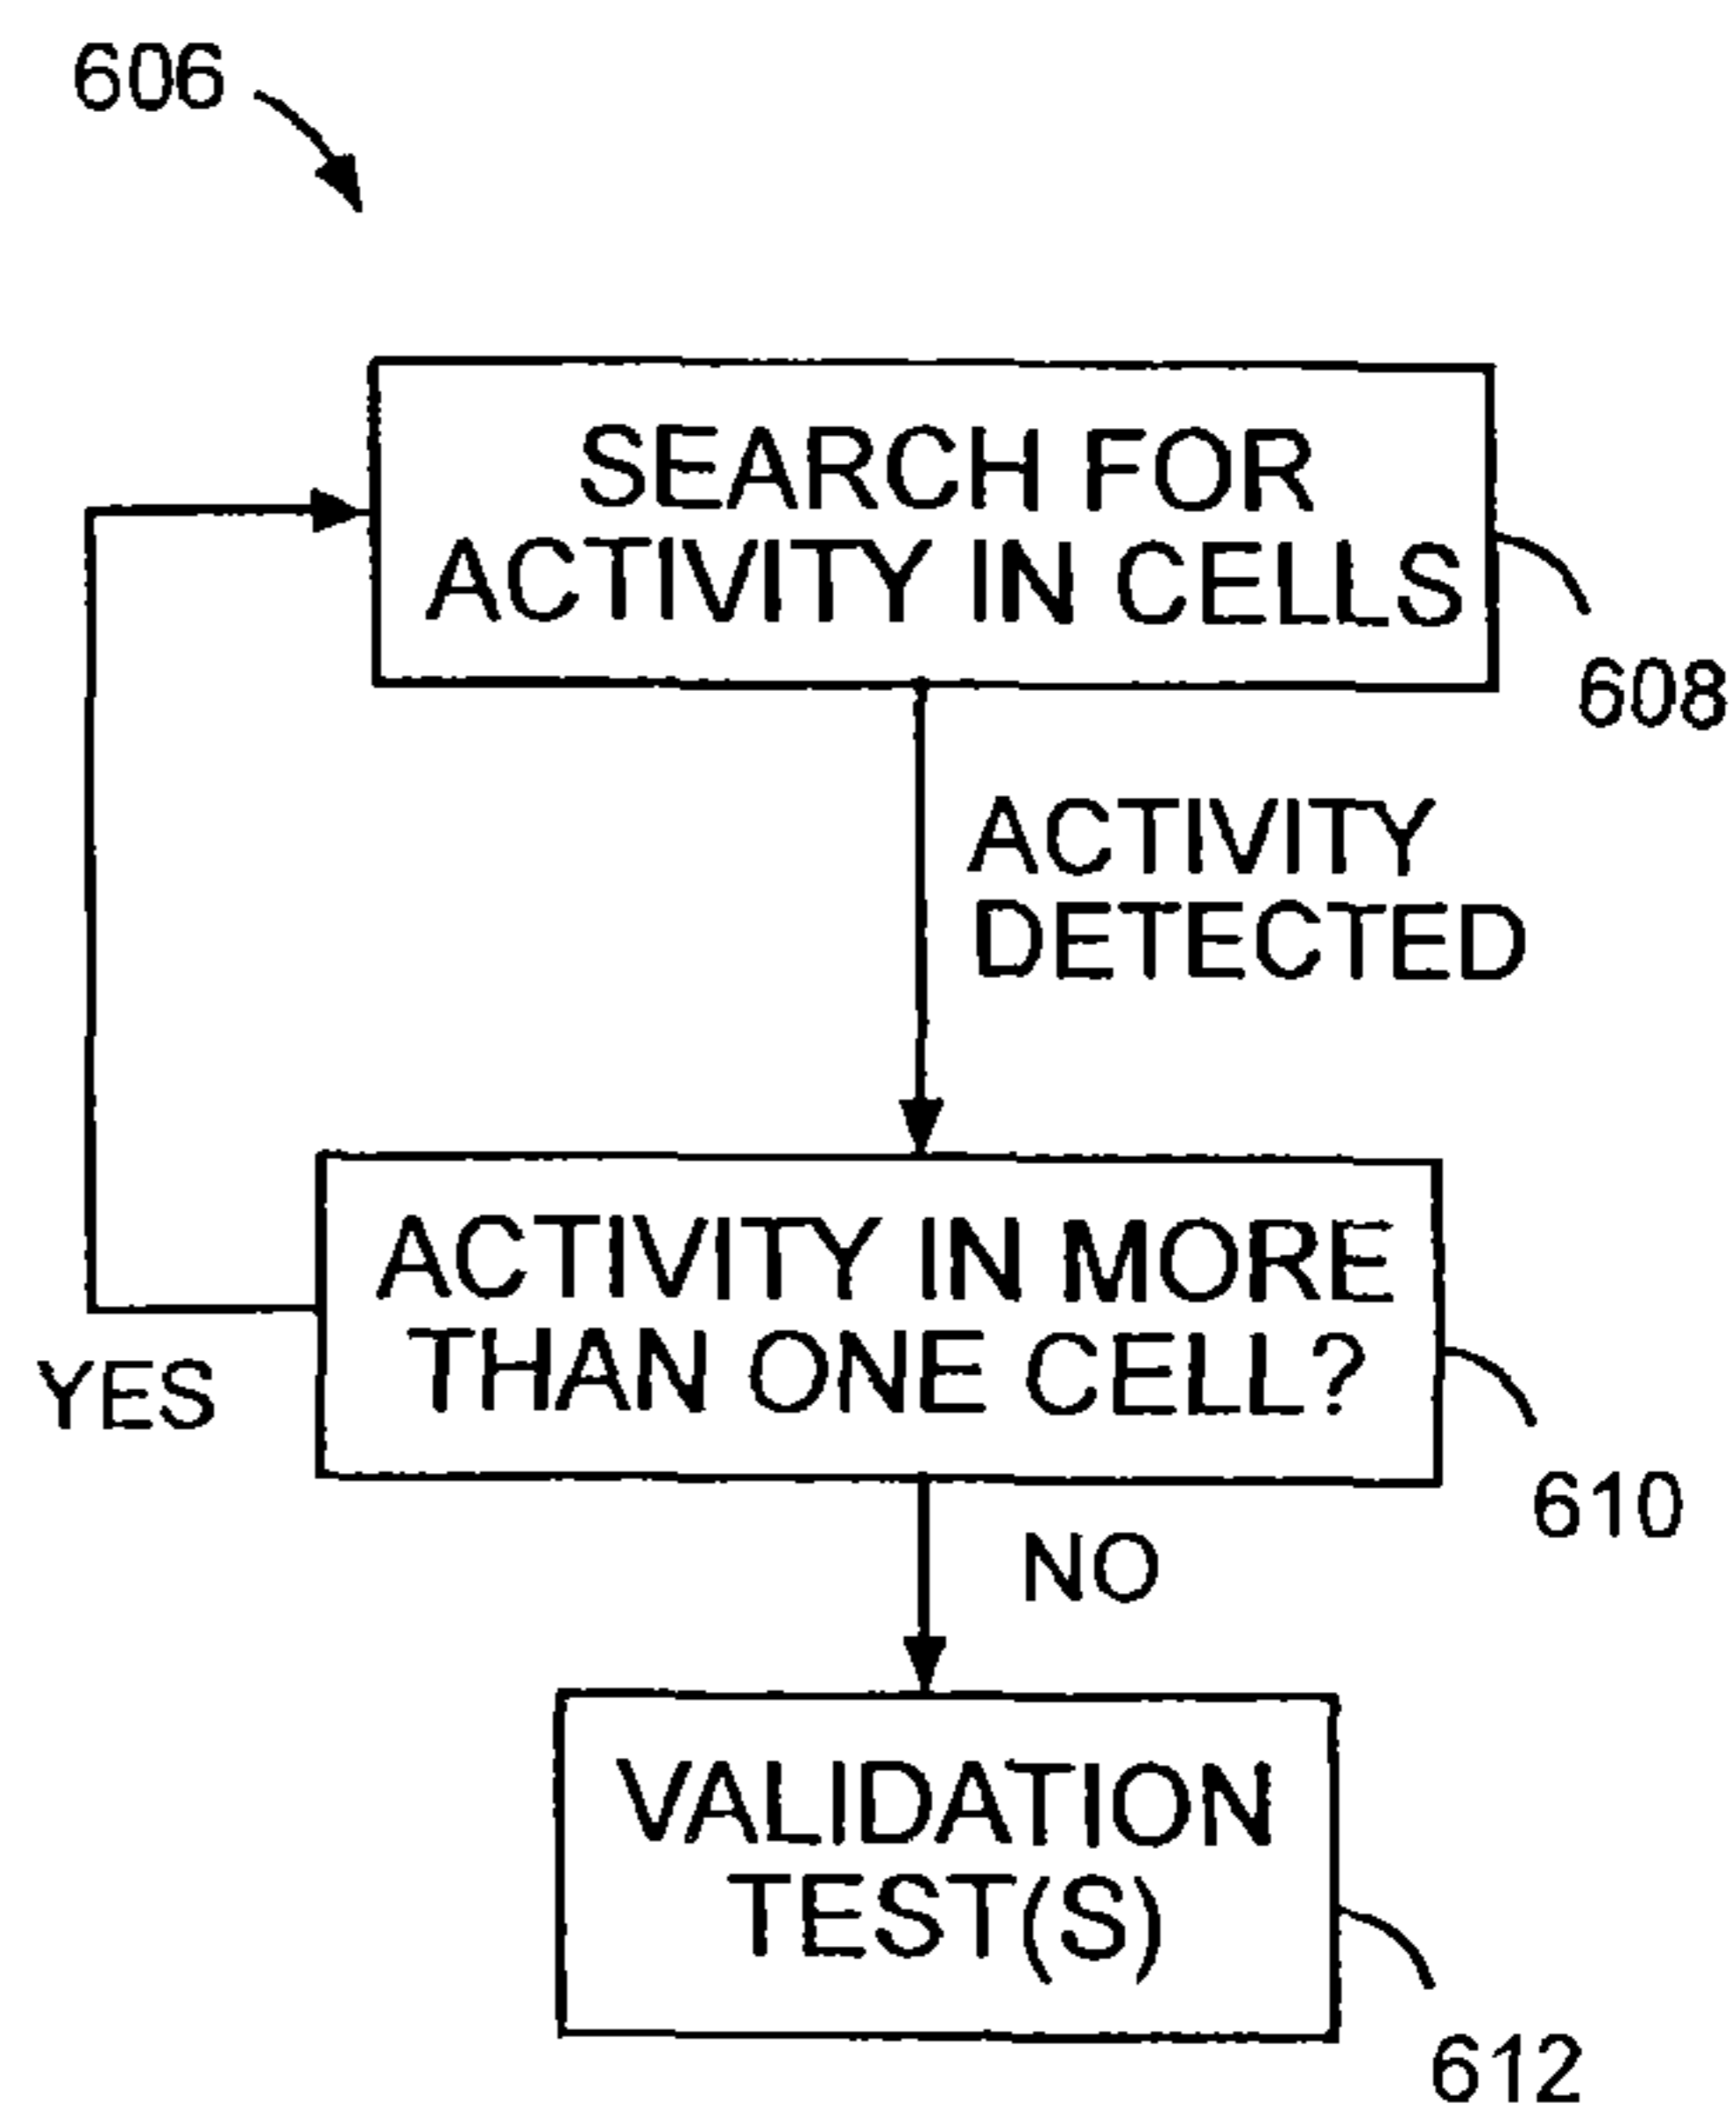 606
SEARCH FOR
ACTIVITY IN CELLS
608
ACTIVITY
DETECTED
ACTIVITY IN MORE
THAN ONE CELL?
YES
610
NO
VALIDATION
TEST(S)
612